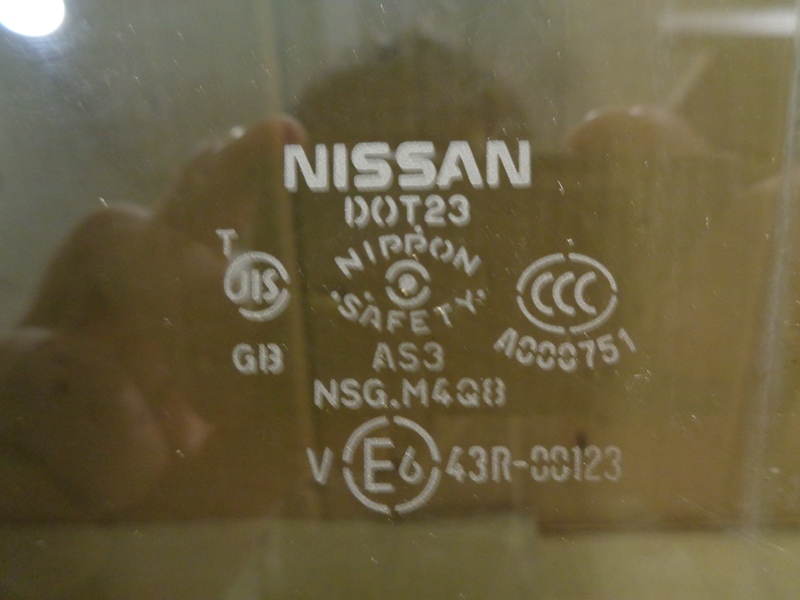 NISSAN
DOT23
T
JIS
NIPPON
SAFETY
CCC
A000751
GB
AS3
NSG.M4Q8
V E6 43R-00123